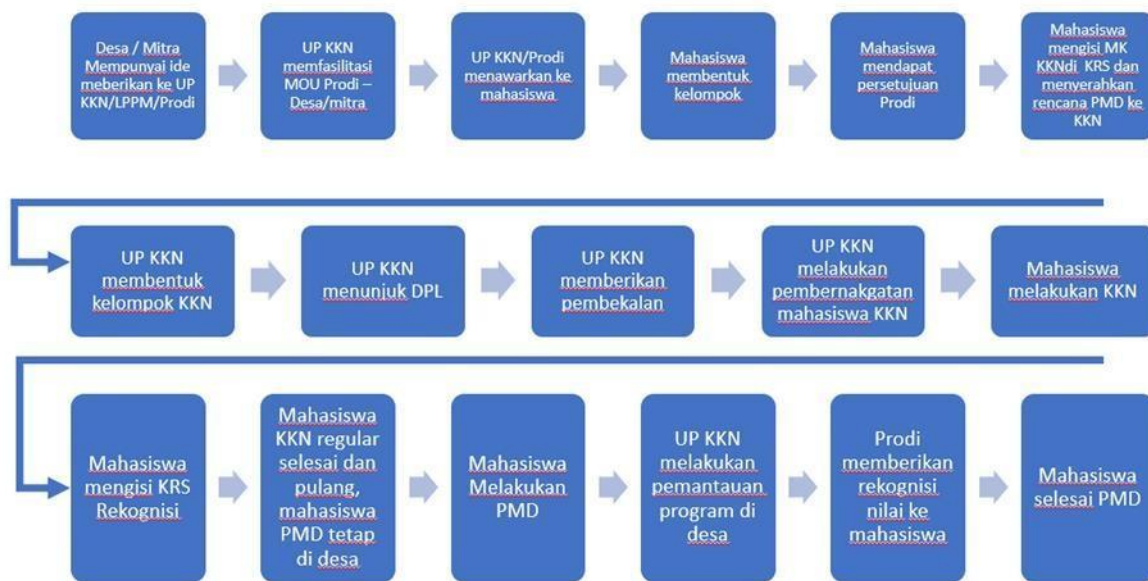 Desa / Mitra
Mempunyai ide
meberikan ke UP
KKN/LPPM/Prodi
UP KKN
memfasilitasi
MOU Prodi –
Desa/mitra
UP KKN/Prodi
menawarkan ke
mahasiswa
Mahasiswa
membentuk
kelompok
Mahasiswa
mendapat
persetujuan
Prodi
Mahasiswa
mengisi MK
KKNdi KRS dan
menyerahkan
rencana PMD ke
KKN
UP KKN
membentuk
kelompok KKN
UP KKN
menunjuk DPL
UP KKN
memberikan
pembekalan
UP KKN
melakukan
pembernakgatan
mahasiswa KKN
Mahasiswa
melakukan KKN
Mahasiswa
mengisi KRS
Rekognisi
Mahasiswa
KKN regular
selesai dan
pulang,
mahasiswa
PMD tetap
di desa
Mahasiswa
Melakukan
PMD
UP KKN
melakukan
pemantauan
program di
desa
Prodi
memberikan
rekognisi
nilai ke
mahasiswa
Mahasiswa
selesai PMD